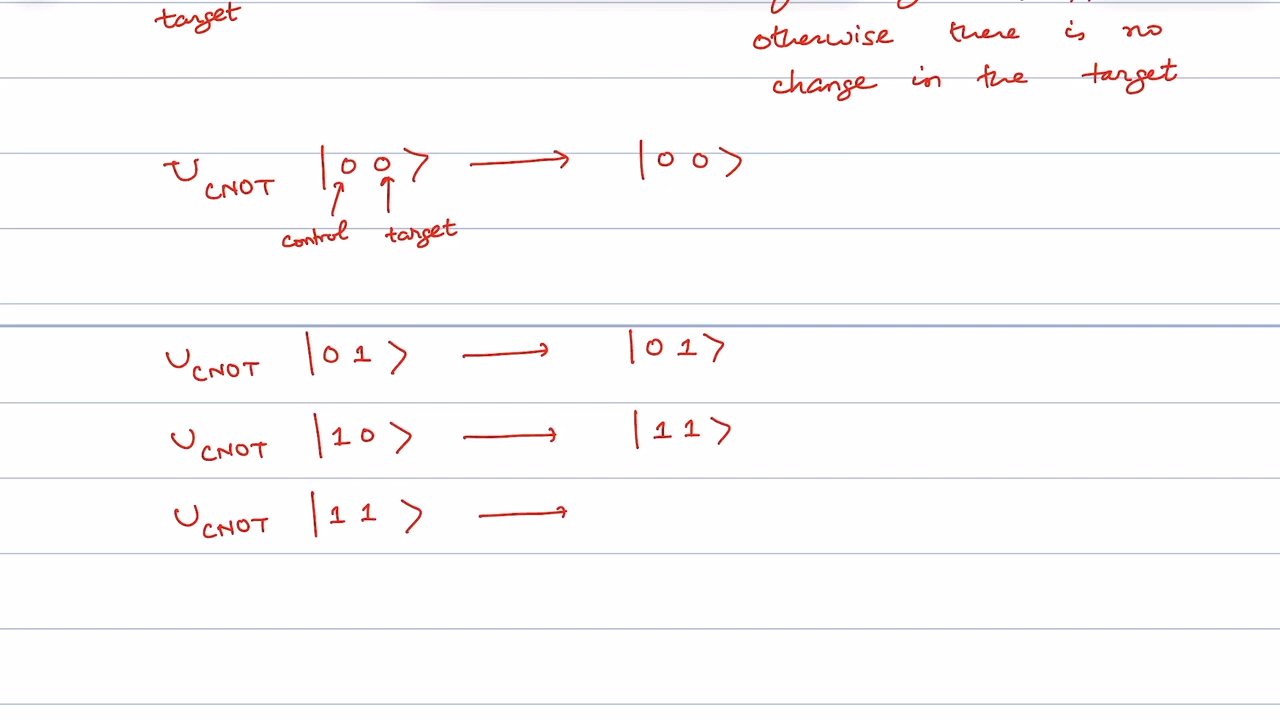 target
otherwise there is no
change in the target
U_CNOT |0 0⟩ ⟶ |0 0⟩
control target
U_CNOT |0 1⟩ ⟶ |0 1⟩
U_CNOT |1 0⟩ ⟶ |1 1⟩
U_CNOT |1 1⟩ ⟶